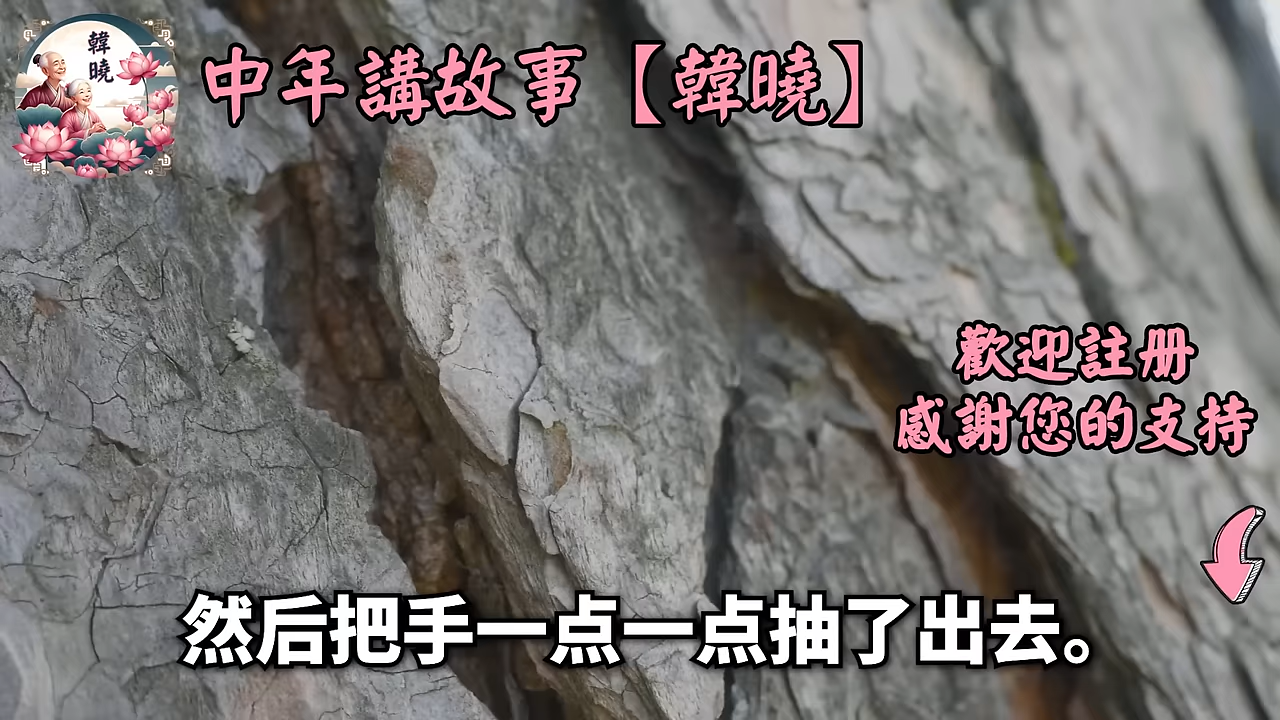 韓
曉
中年講故事【韓曉】
歡迎註册
感謝您的支持
然后把手一点一点抽了出去。